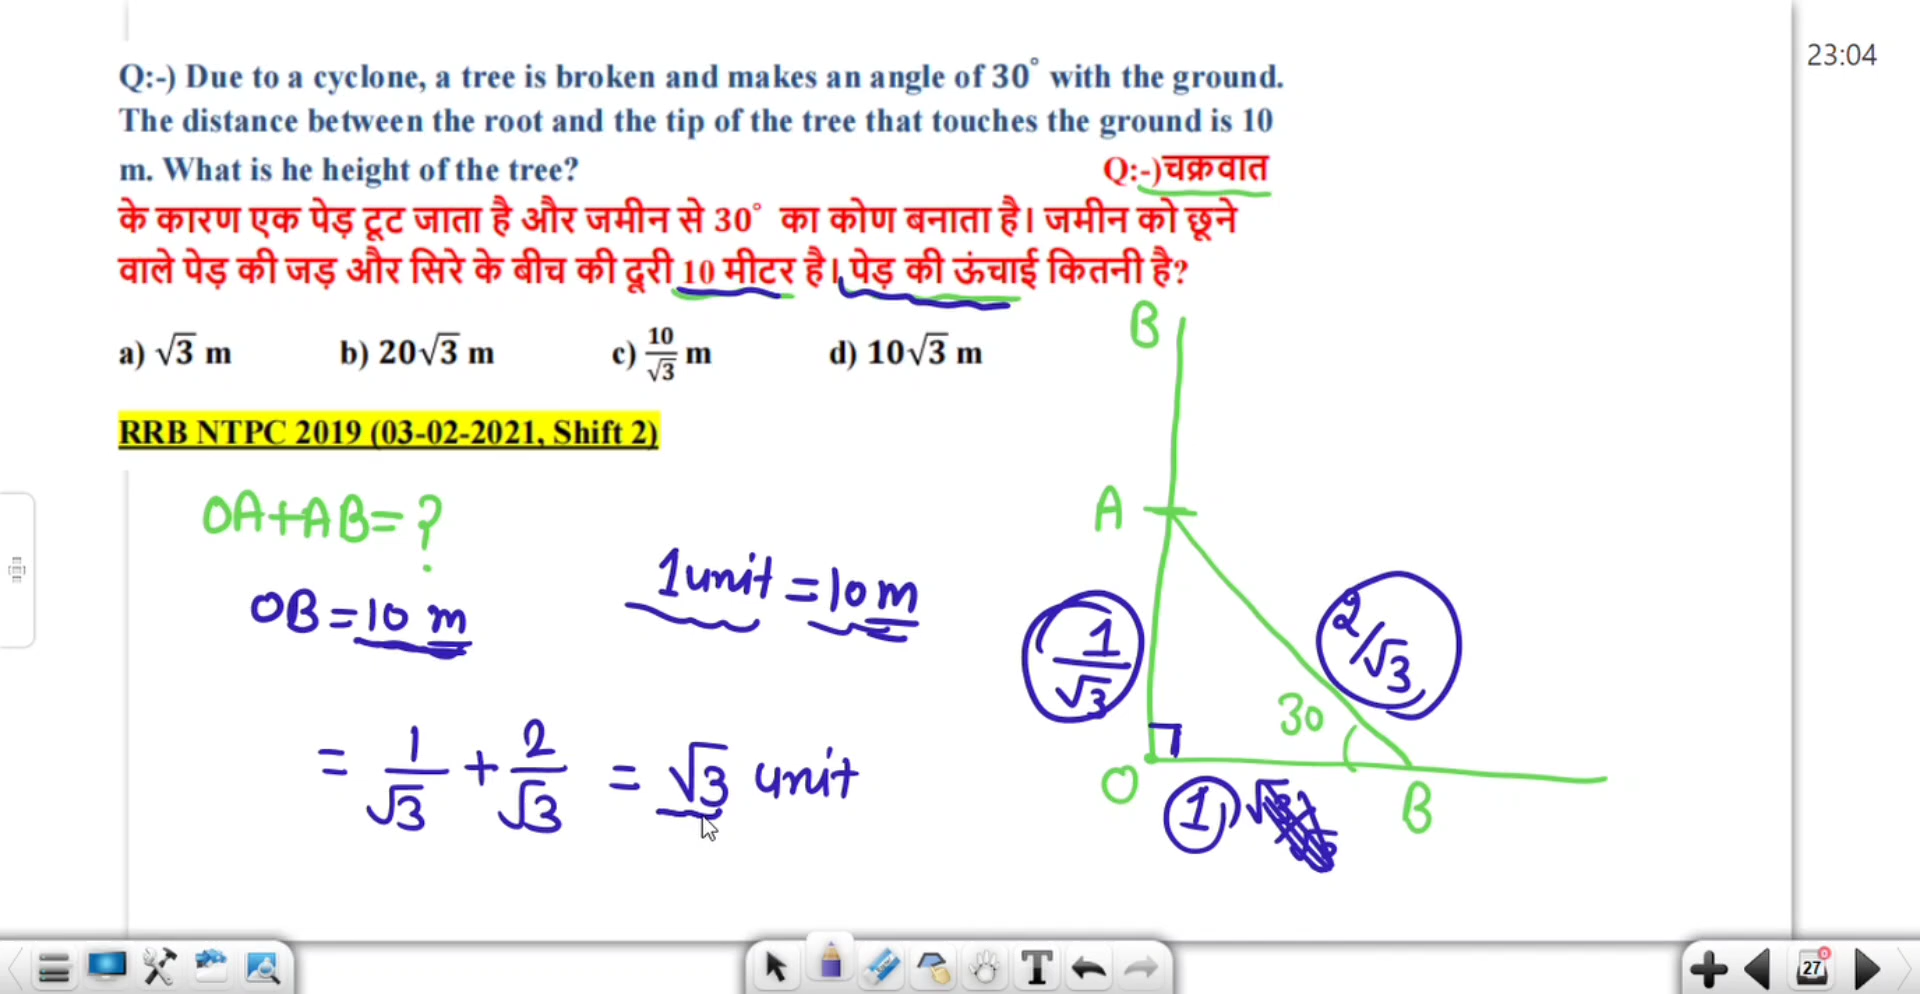 23:04
Q:-) Due to a cyclone, a tree is broken and makes an angle of 30° with the ground.
The distance between the root and the tip of the tree that touches the ground is 10
m. What is he height of the tree? Q:-)चक्रवात
के कारण एक पेड़ टूट जाता है और जमीन से 30° का कोण बनाता है। जमीन को छूने
वाले पेड़ की जड़ और सिरे के बीच की दूरी 10 मीटर है। पेड़ की ऊंचाई कितनी है?
a) √3 m b) 20√3 m c) 10/√3 m d) 10√3 m
RRB NTPC 2019 (03-02-2021, Shift 2)
OA+AB=?
OB=10 m
1unit=10m
= 1/√3 + 2/√3 = √3 unit
B
A
1/√3
2/√3
30
O
1
B
T
27
0